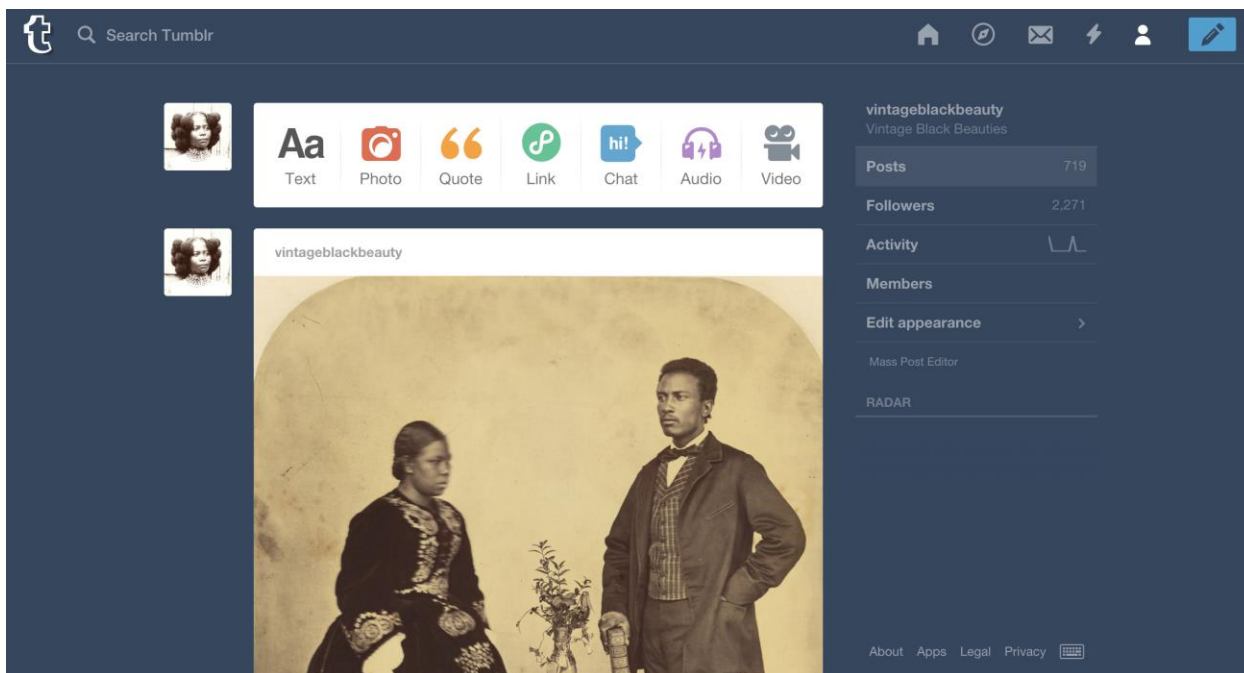 t Search Tumblr
Aa
hi!
Text Photo Quote Link Chat Audio Video
vintageblackbeauty
vintageblackbeauty
Vintage Black Beauties
Posts 719
Followers 2,271
Activity
Members
Edit appearance
Mass Post Editor
RADAR
About Apps Legal Privacy